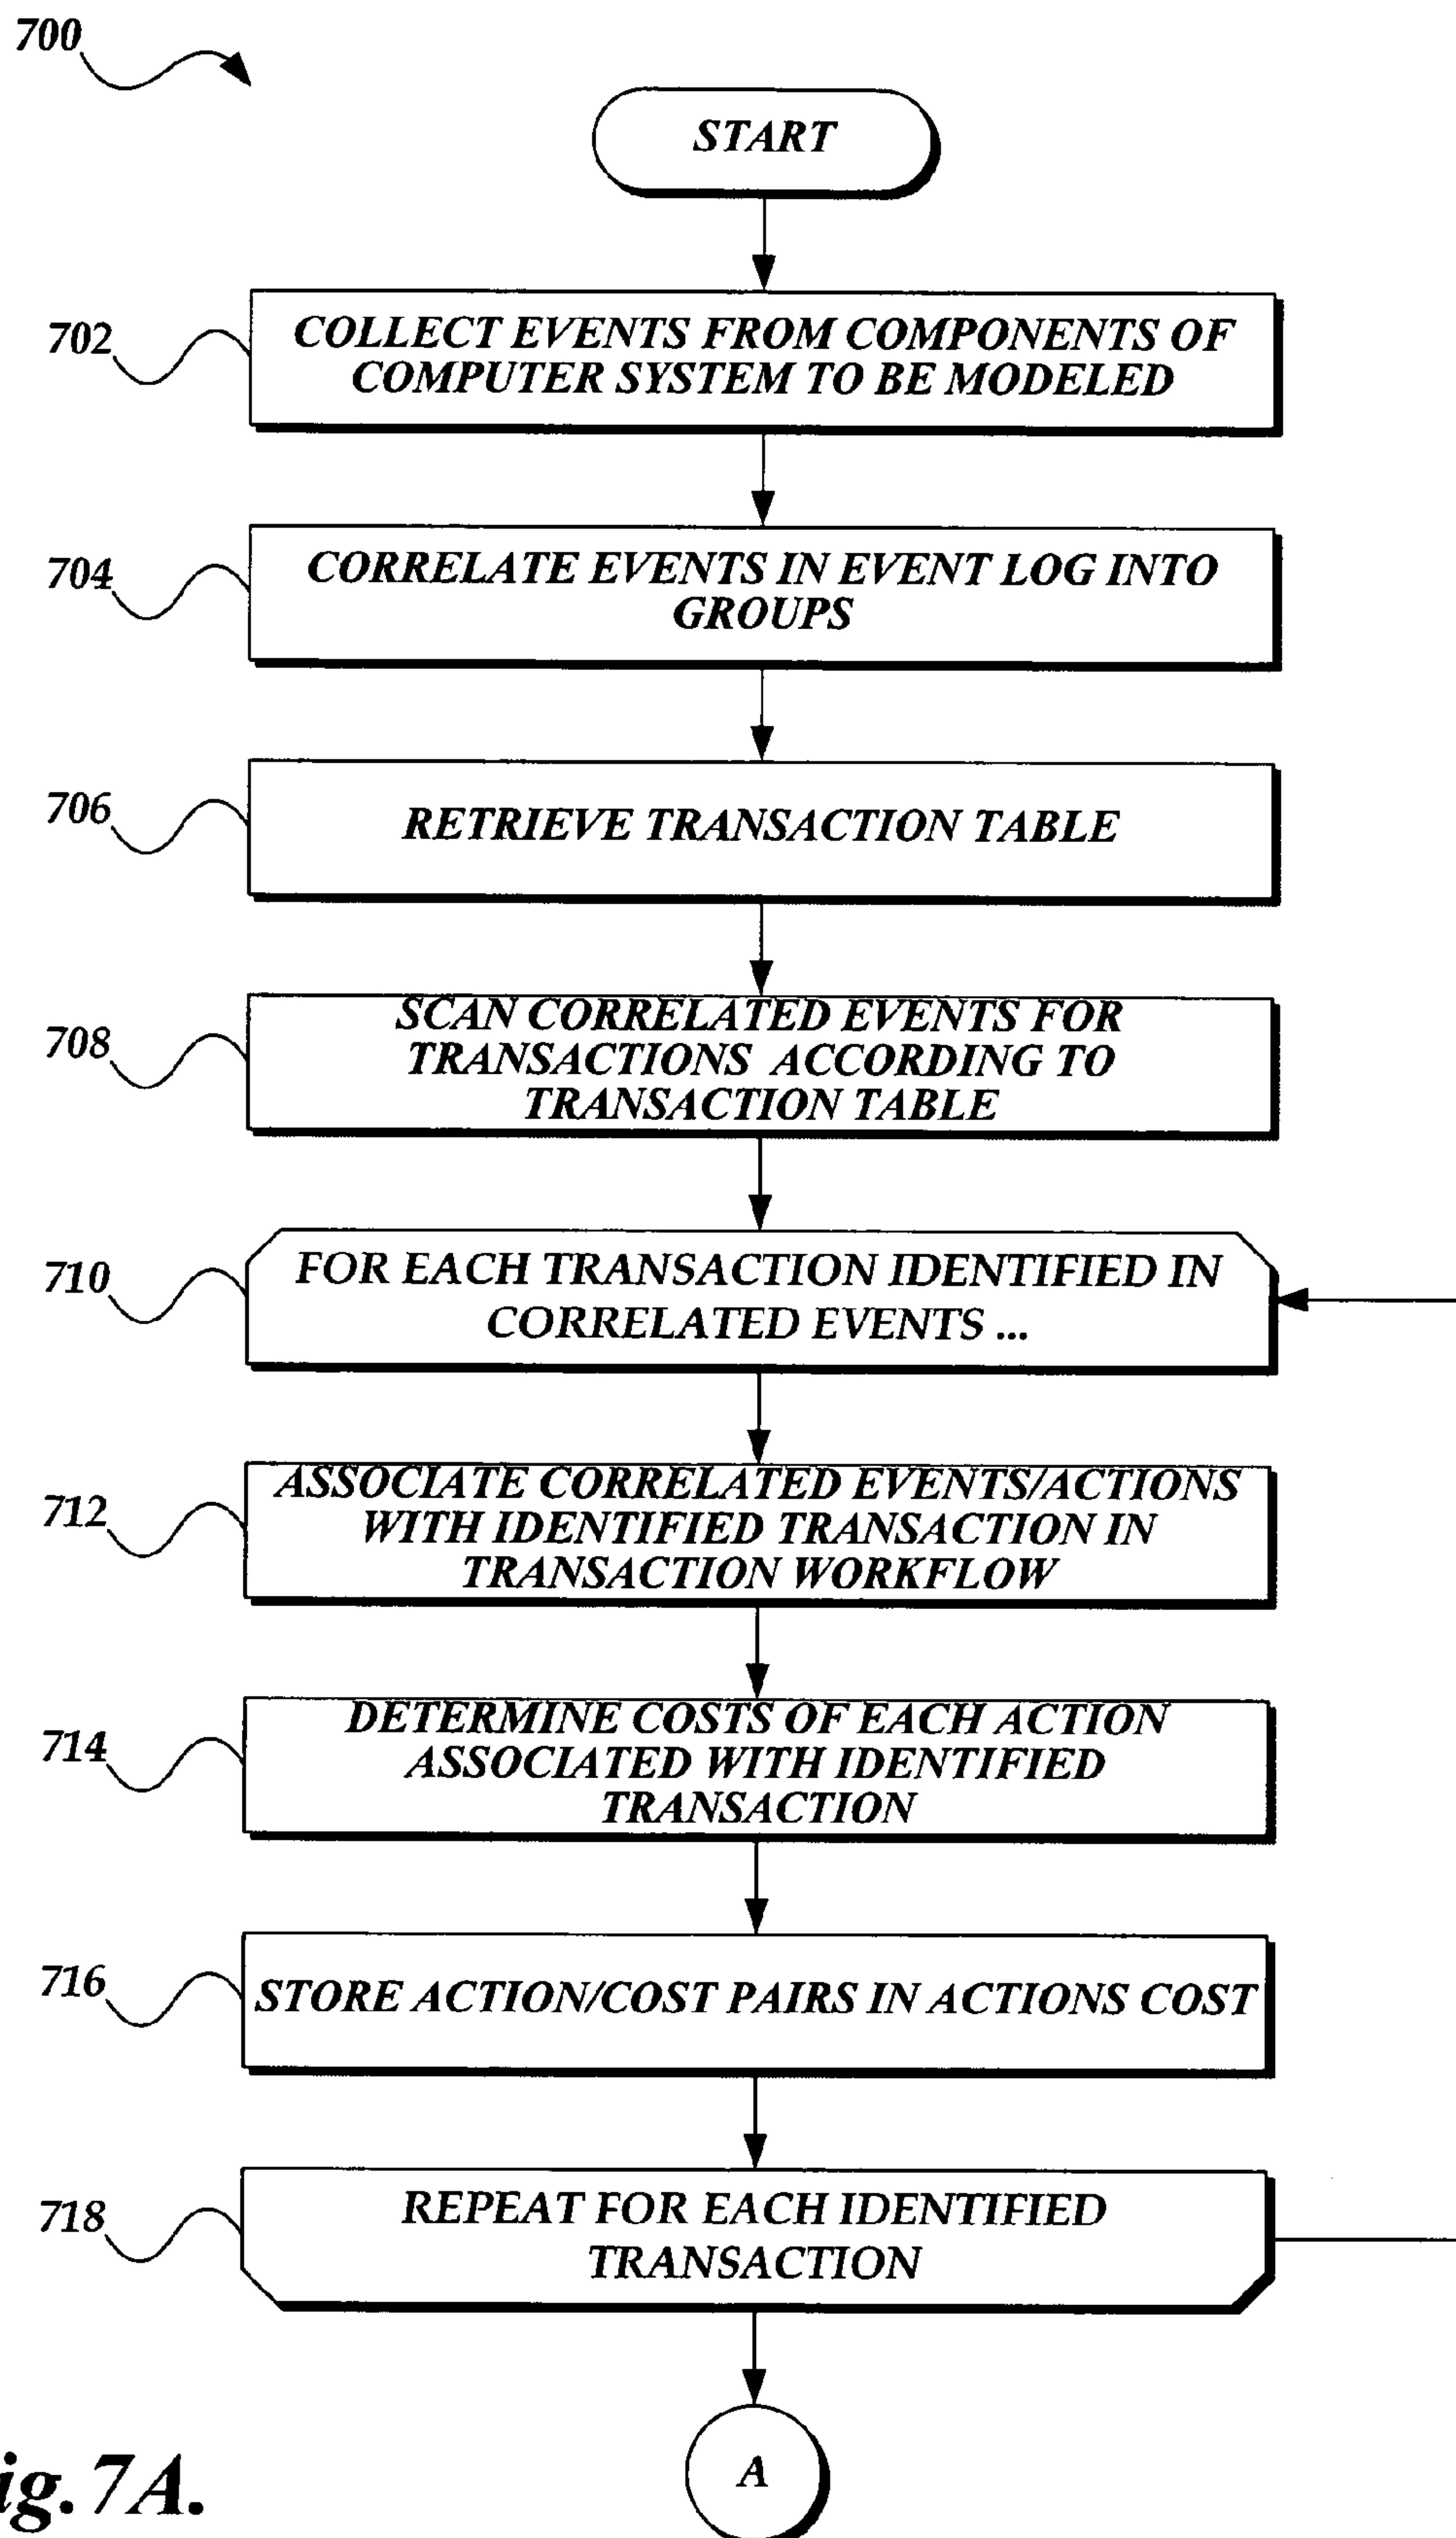 700
START
702
COLLECT EVENTS FROM COMPONENTS OF
COMPUTER SYSTEM TO BE MODELED
704
CORRELATE EVENTS IN EVENT LOG INTO
GROUPS
706
RETRIEVE TRANSACTION TABLE
708
SCAN CORRELATED EVENTS FOR
TRANSACTIONS ACCORDING TO
TRANSACTION TABLE
710
FOR EACH TRANSACTION IDENTIFIED IN
CORRELATED EVENTS ...
712
ASSOCIATE CORRELATED EVENTS/ACTIONS
WITH IDENTIFIED TRANSACTION IN
TRANSACTION WORKFLOW
714
DETERMINE COSTS OF EACH ACTION
ASSOCIATED WITH IDENTIFIED
TRANSACTION
716
STORE ACTION/COST PAIRS IN ACTIONS COST
718
REPEAT FOR EACH IDENTIFIED
TRANSACTION
A
ig. 7A.